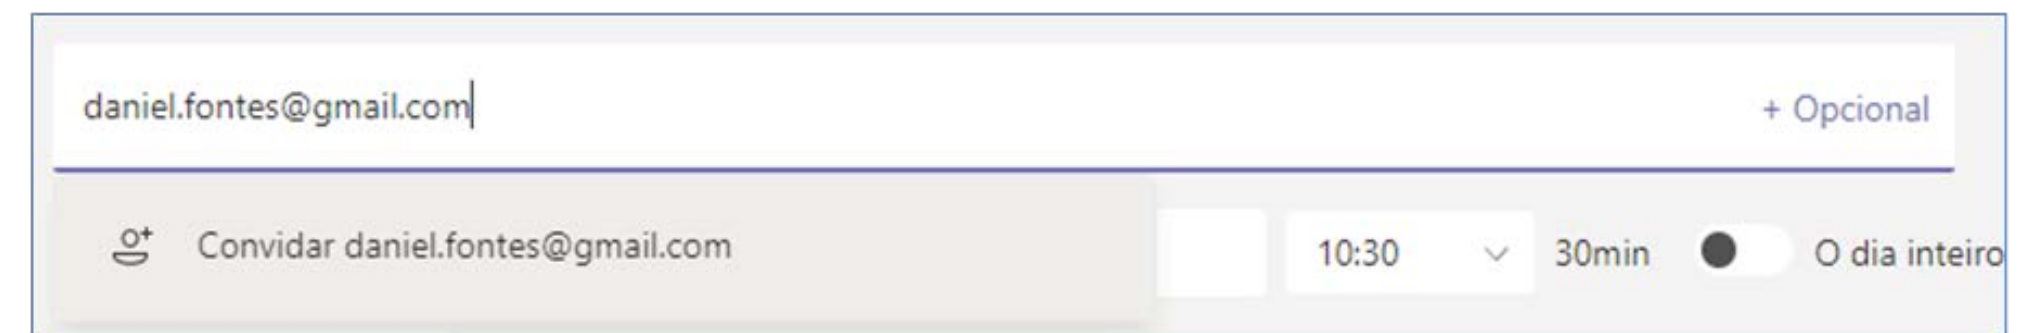 daniel.fontes@gmail.com + Opcional
Convidar daniel.fontes@gmail.com 10:30 30min O dia inteiro